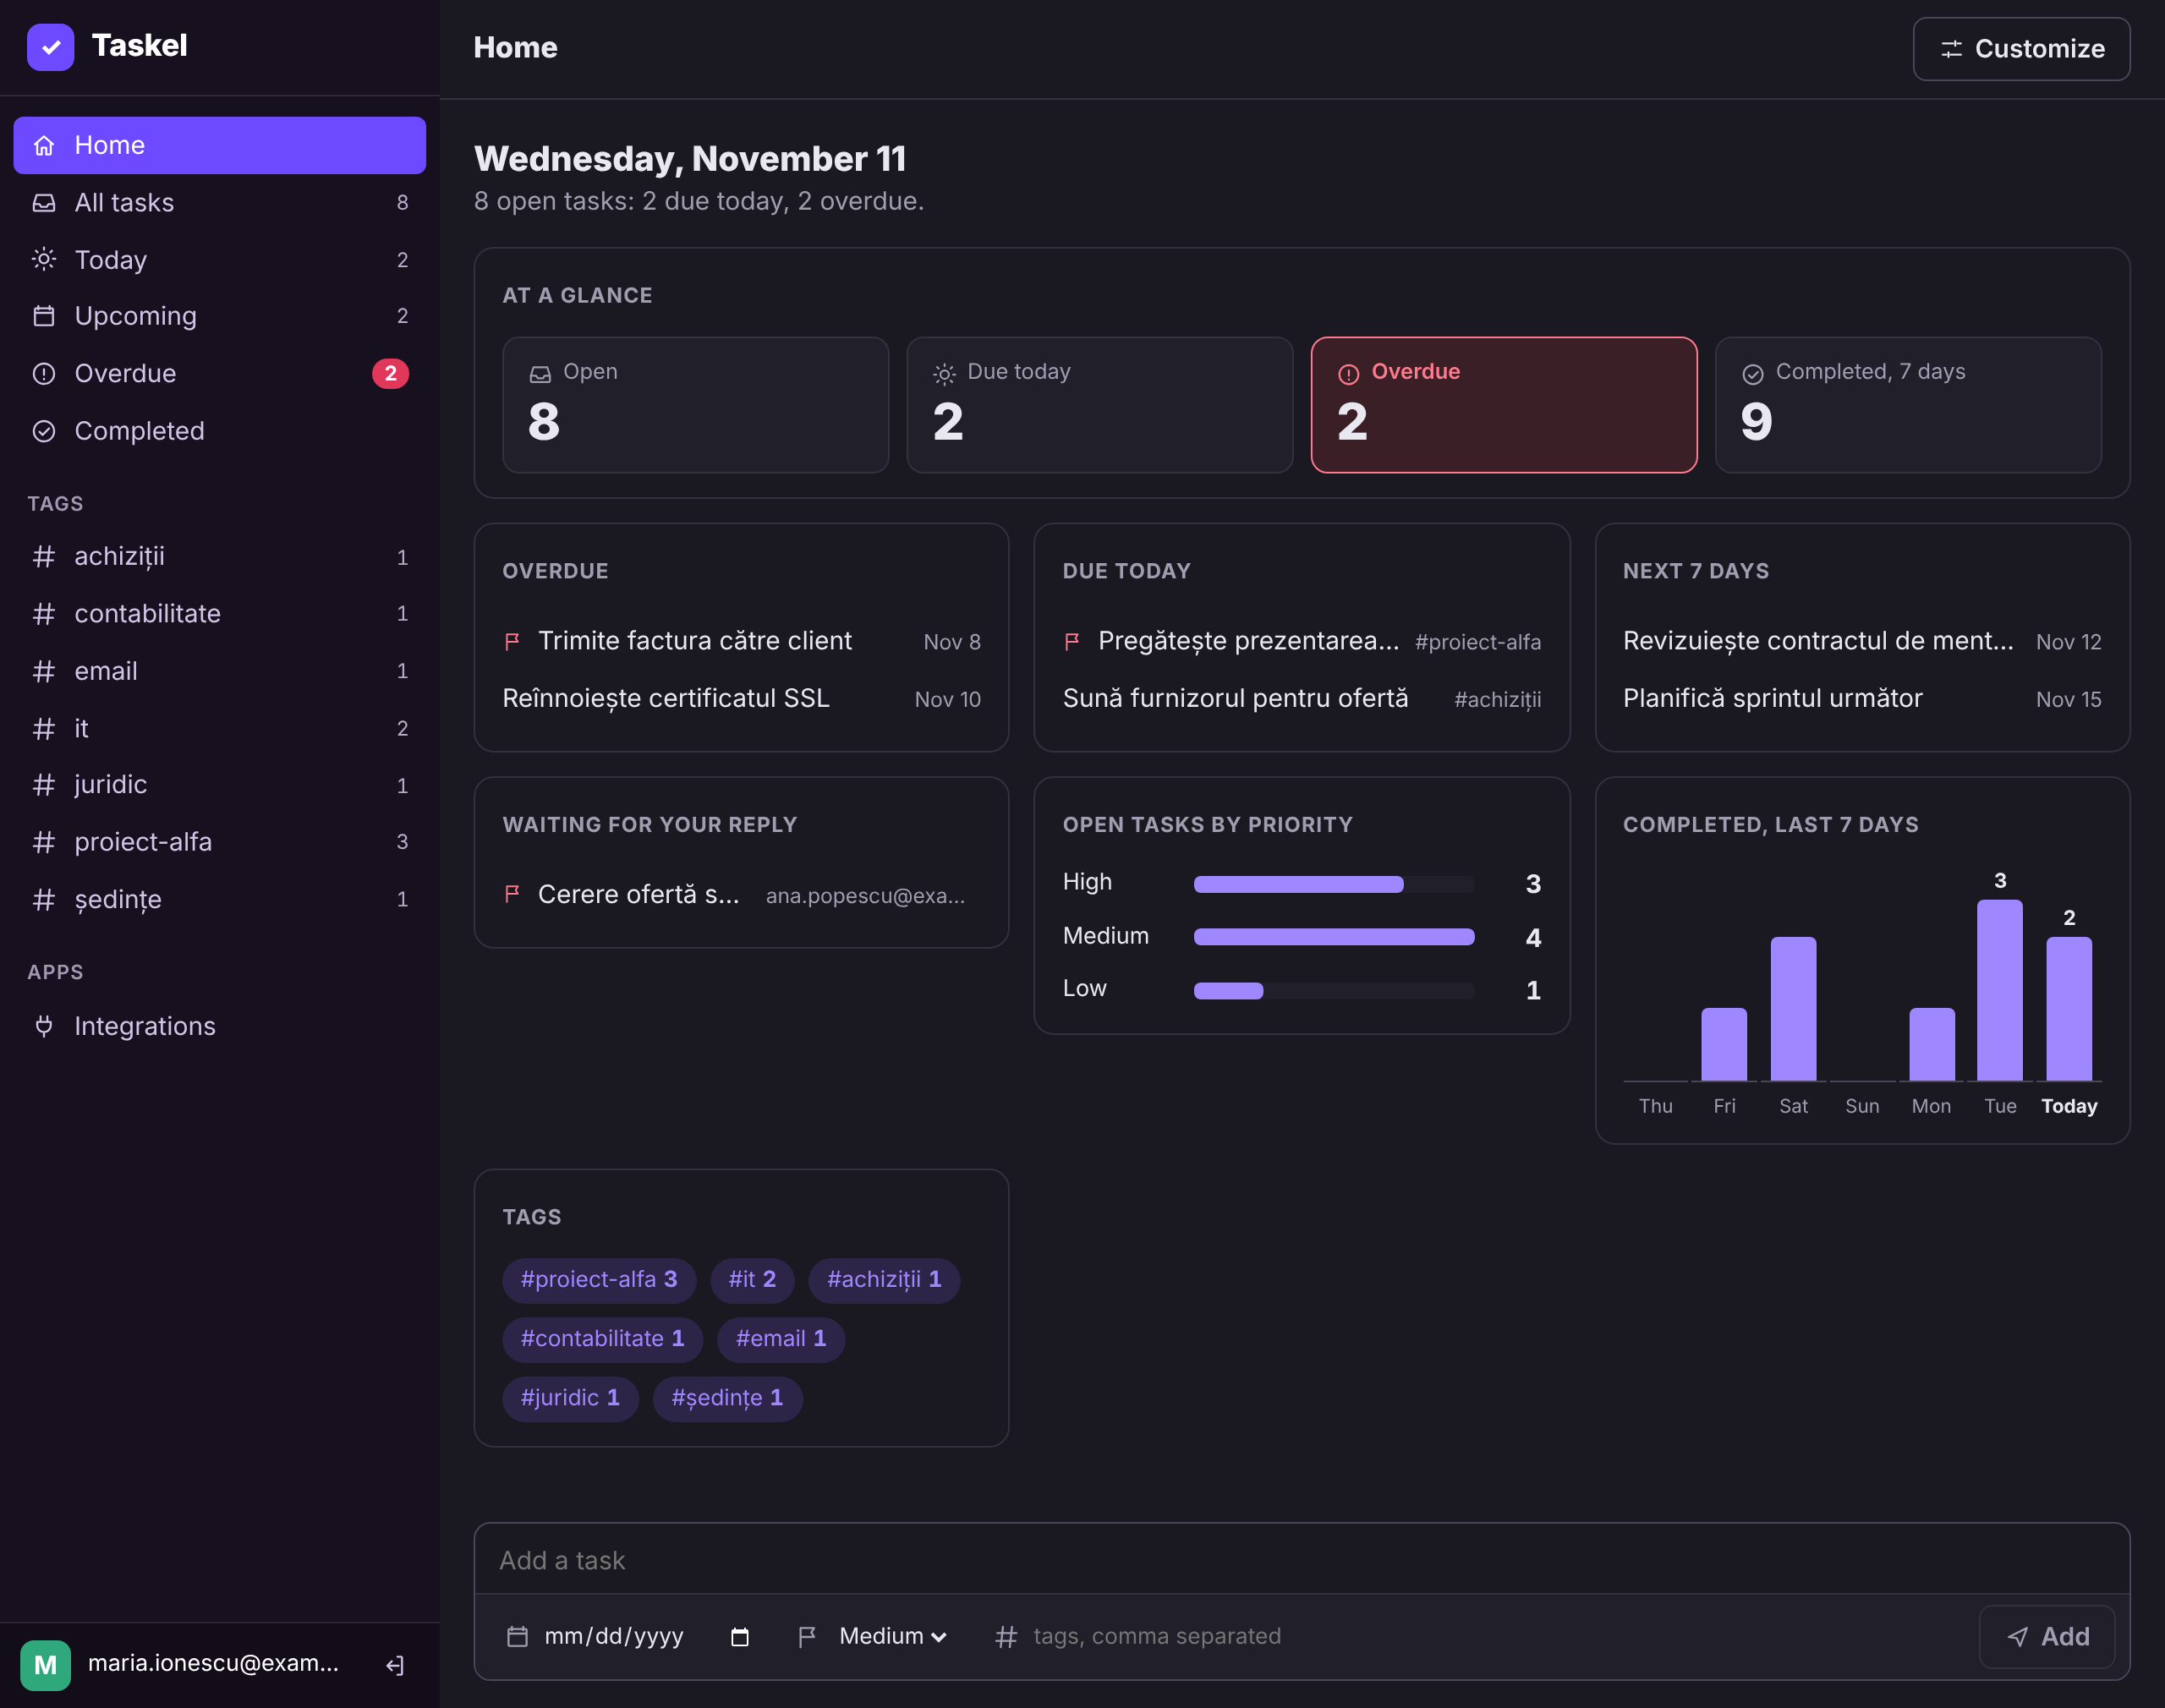 Taskel
Home
All tasks 8
Today 2
Upcoming 2
Overdue 2
Completed
TAGS
# achiziții 1
# contabilitate 1
# email 1
# it 2
# juridic 1
# proiect-alfa 3
# ședințe 1
APPS
Integrations
M maria.ionescu@exam...
Home
Customize
Wednesday, November 11
8 open tasks: 2 due today, 2 overdue.
AT A GLANCE
Open
8
Due today
2
Overdue
2
Completed, 7 days
9
OVERDUE
Trimite factura către client Nov 8
Reînnoiește certificatul SSL Nov 10
DUE TODAY
Pregătește prezentarea... #proiect-alfa
Sună furnizorul pentru ofertă #achiziții
NEXT 7 DAYS
Revizuiește contractul de ment... Nov 12
Planifică sprintul următor Nov 15
WAITING FOR YOUR REPLY
Cerere ofertă s... ana.popescu@exa...
OPEN TASKS BY PRIORITY
High 3
Medium 4
Low 1
COMPLETED, LAST 7 DAYS
3
2
Thu Fri Sat Sun Mon Tue Today
TAGS
#proiect-alfa 3 #it 2 #achiziții 1
#contabilitate 1 #email 1
#juridic 1 #ședințe 1
Add a task
mm/dd/yyyy Medium # tags, comma separated Add